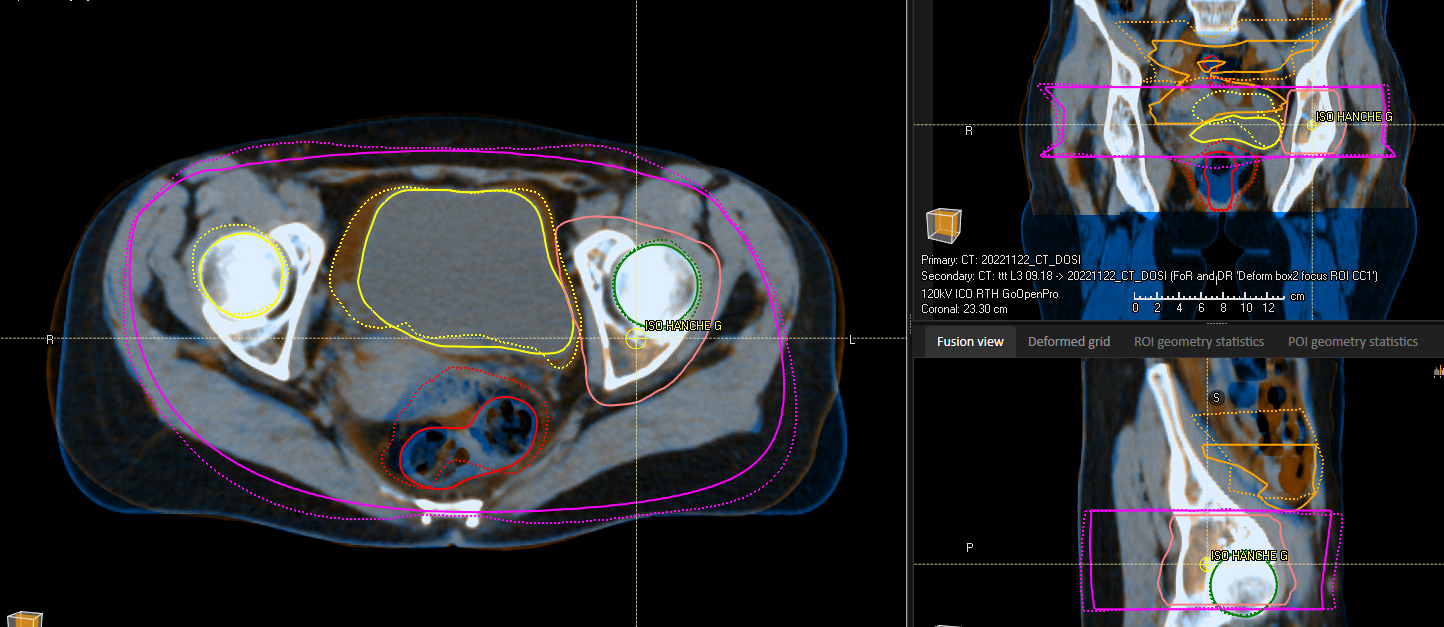 R
ISO HANCHE G
L
R
ISO HANCHE G
Primary: CT: 20221122_CT_DOSI
Secondary: CT: ttt L3 09.18 -> 20221122_CT_DOSI (FoR and DR 'Deform box2 focus ROI CC1')
120kV ICO RTH GoOpenPro
Coronal: 23.30 cm
0 2 4 6 8 10 12 cm
Fusion view Deformed grid ROI geometry statistics POI geometry statistics
S
P
ISO HANCHE G